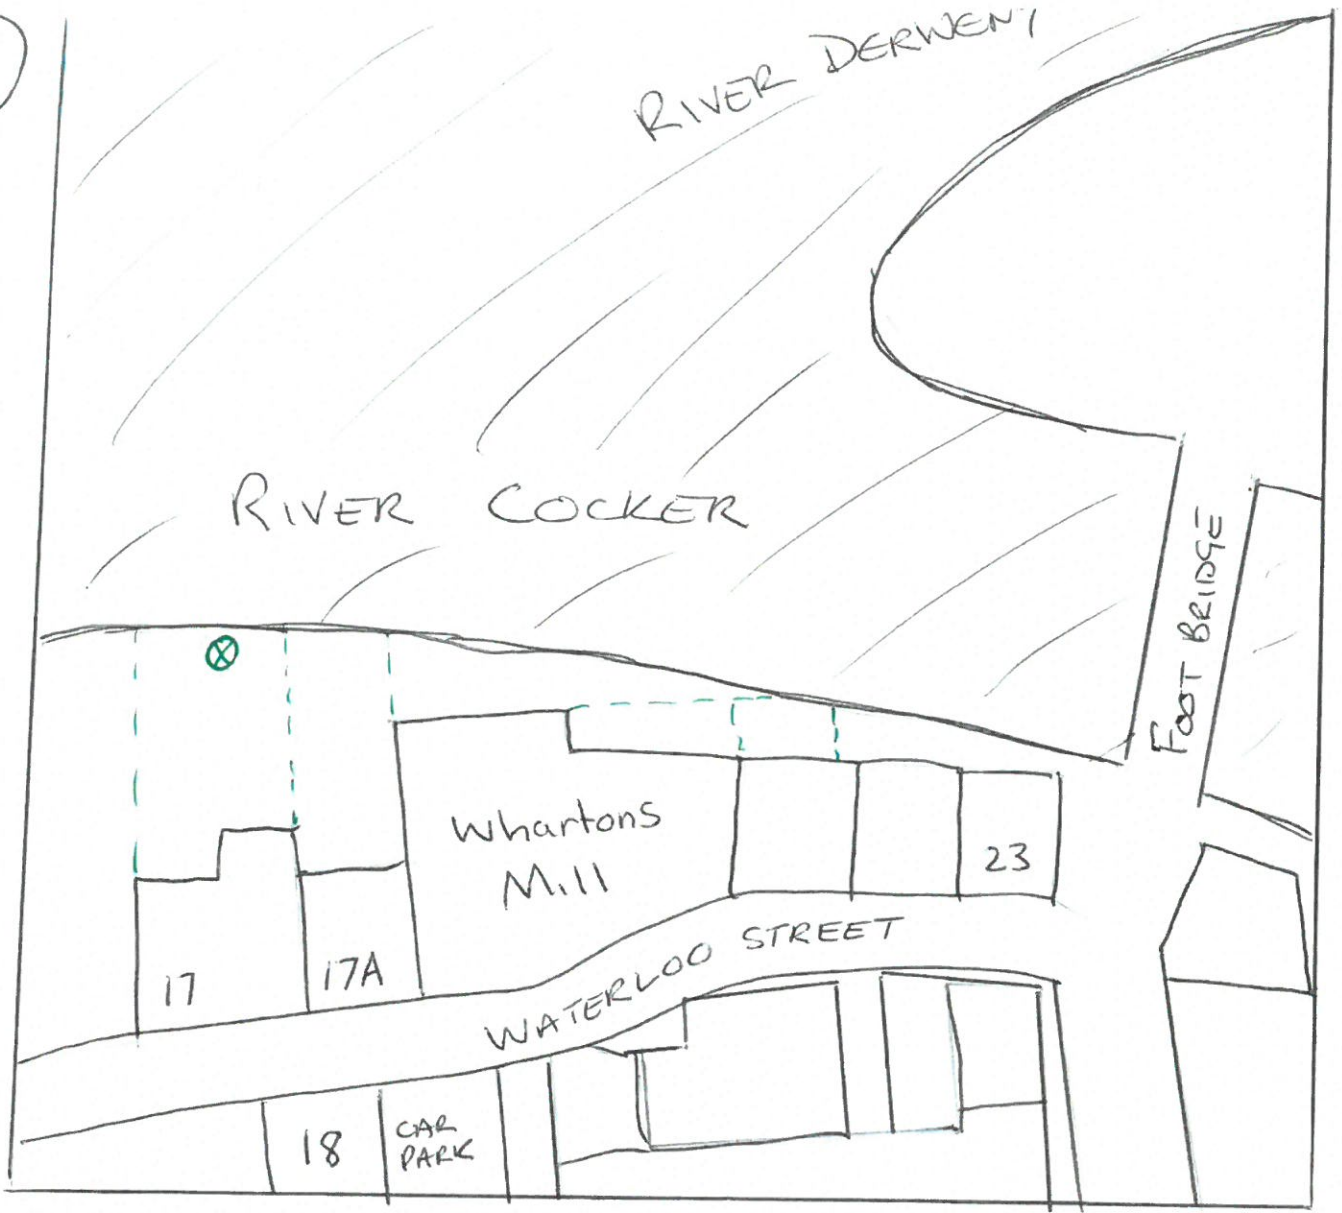 RIVER DERWENT
RIVER COCKER
FOOT BRIDGE
Whartons
Mill
23
17
17A
WATERLOO STREET
18
CAR
PARK